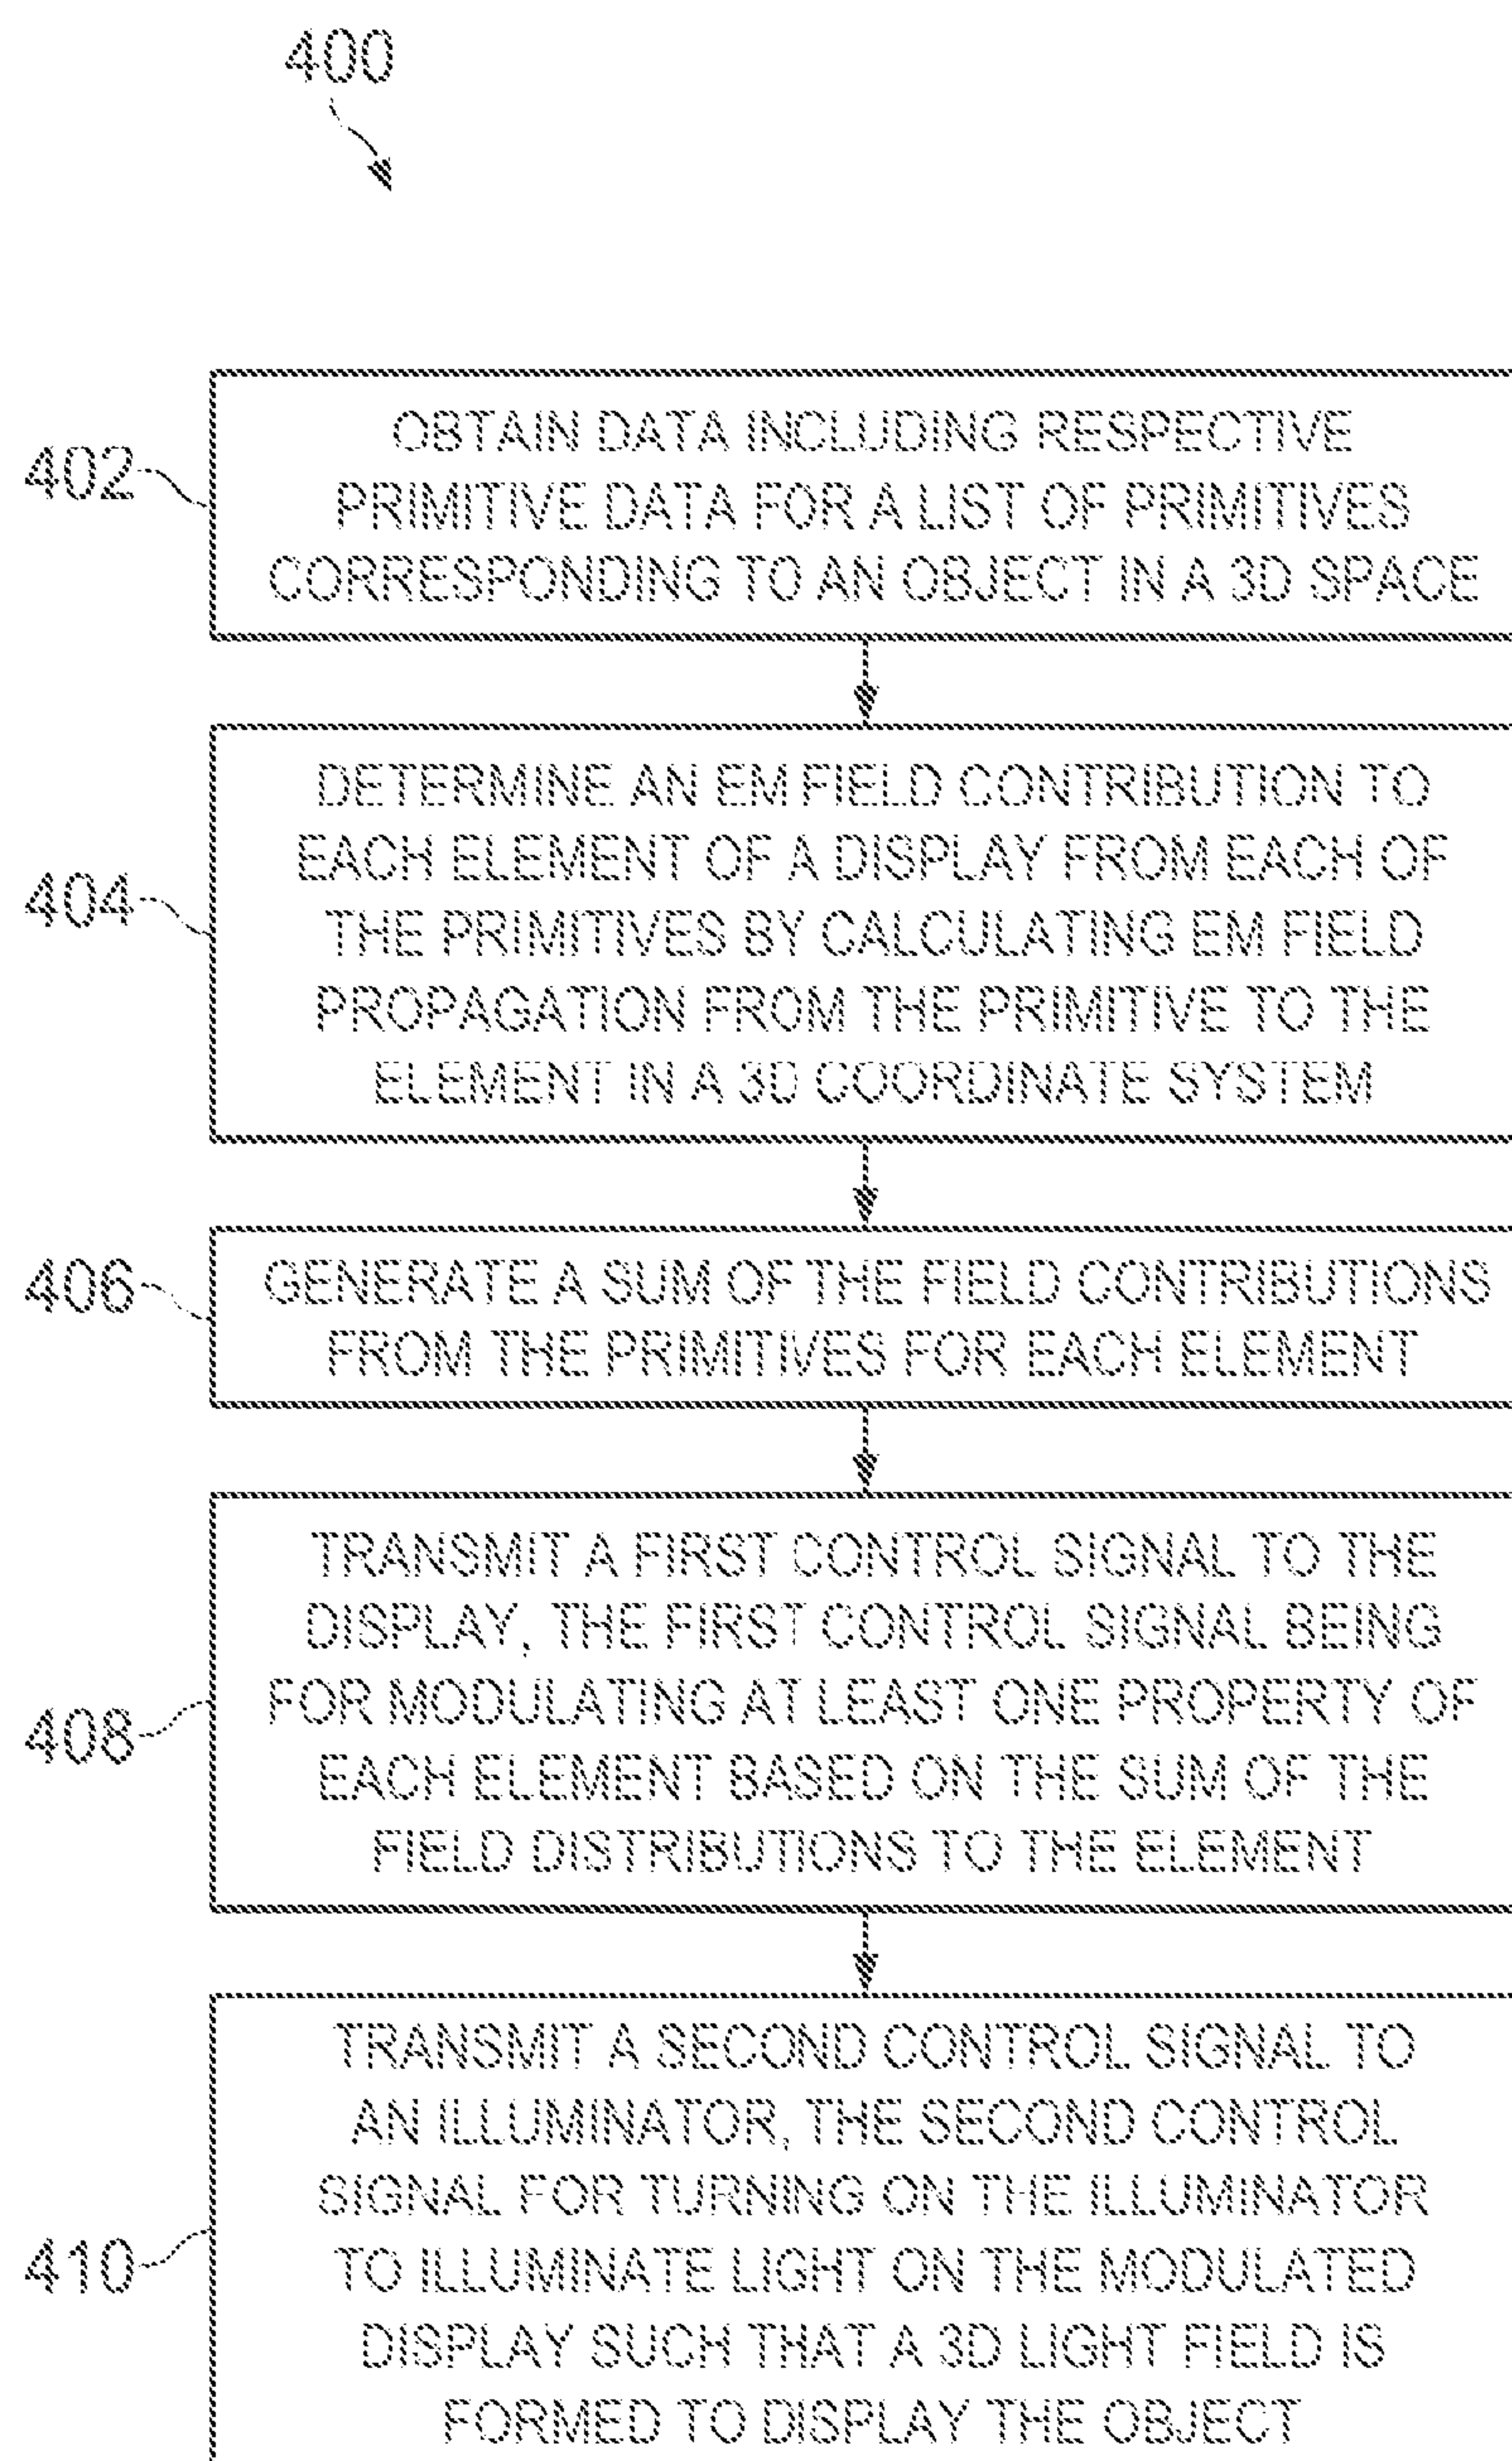 400
402
OBTAIN DATA INCLUDING RESPECTIVE
PRIMITIVE DATA FOR A LIST OF PRIMITIVES
CORRESPONDING TO AN OBJECT IN A 3D SPACE
404
DETERMINE AN EM FIELD CONTRIBUTION TO
EACH ELEMENT OF A DISPLAY FROM EACH OF
THE PRIMITIVES BY CALCULATING EM FIELD
PROPAGATION FROM THE PRIMITIVE TO THE
ELEMENT IN A 3D COORDINATE SYSTEM
406
GENERATE A SUM OF THE FIELD CONTRIBUTIONS
FROM THE PRIMITIVES FOR EACH ELEMENT
408
TRANSMIT A FIRST CONTROL SIGNAL TO THE
DISPLAY, THE FIRST CONTROL SIGNAL BEING
FOR MODULATING AT LEAST ONE PROPERTY OF
EACH ELEMENT BASED ON THE SUM OF THE
FIELD DISTRIBUTIONS TO THE ELEMENT
410
TRANSMIT A SECOND CONTROL SIGNAL TO
AN ILLUMINATOR, THE SECOND CONTROL
SIGNAL FOR TURNING ON THE ILLUMINATOR
TO ILLUMINATE LIGHT ON THE MODULATED
DISPLAY SUCH THAT A 3D LIGHT FIELD IS
FORMED TO DISPLAY THE OBJECT